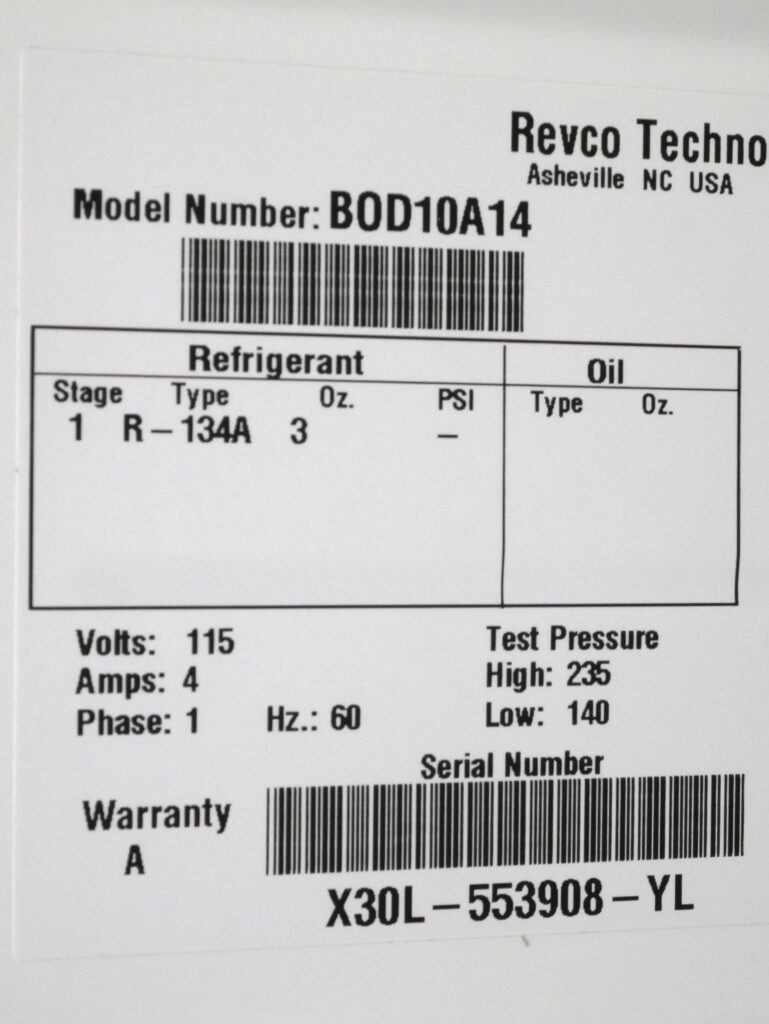 Revco Techno
Asheville NC USA
Model Number: BOD10A14
Refrigerant
Oil
Stage Type Oz. PSI
Type Oz.
1 R-134A 3 -
Volts: 115
Amps: 4
Phase: 1 Hz.: 60
Test Pressure
High: 235
Low: 140
Serial Number
Warranty
A
X30L-553908-YL